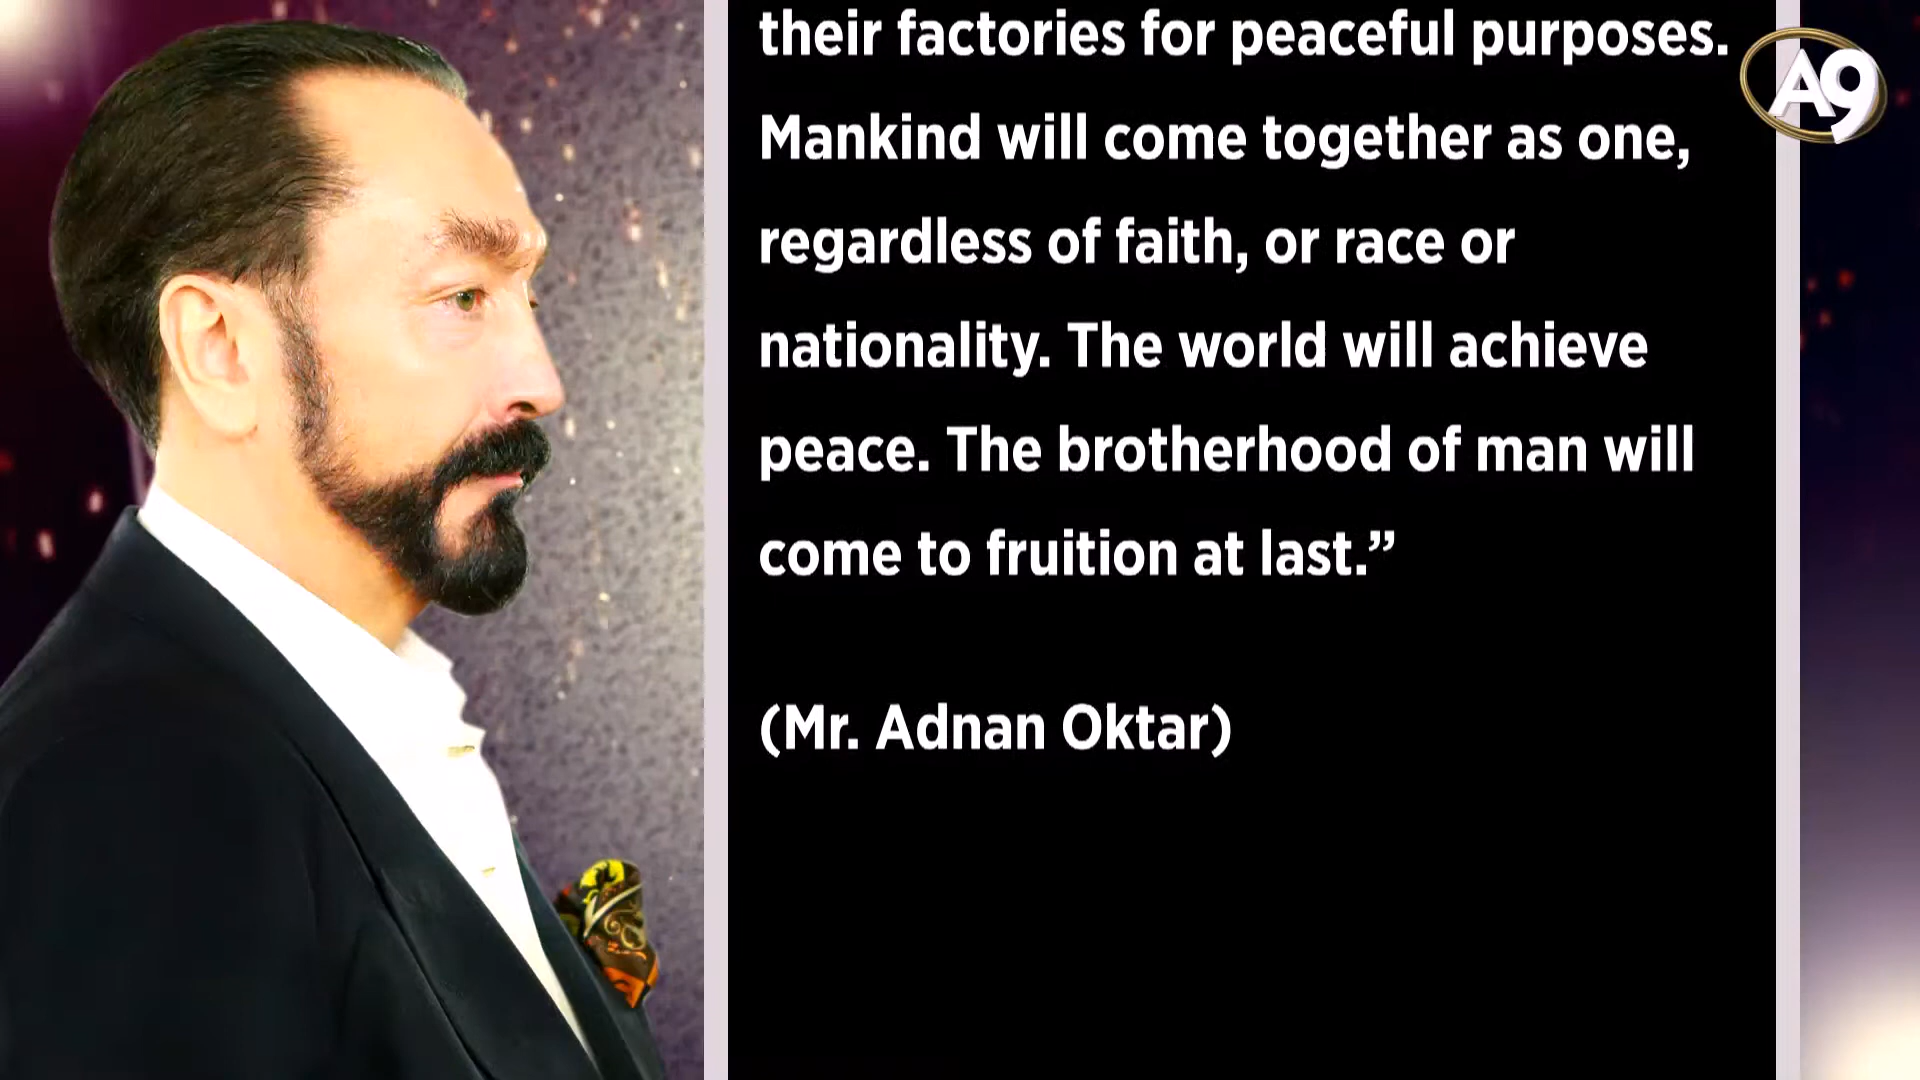 their factories for peaceful purposes.
Mankind will come together as one,
regardless of faith, or race or
nationality. The world will achieve
peace. The brotherhood of man will
come to fruition at last.”
(Mr. Adnan Oktar)
A9